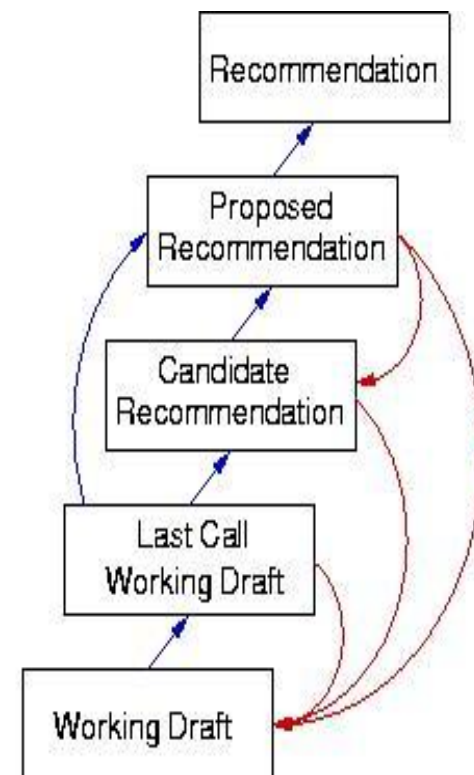 Recommendation
Proposed
Recommendation
Candidate
Recommendation
Last Call
Working Draft
Working Draft